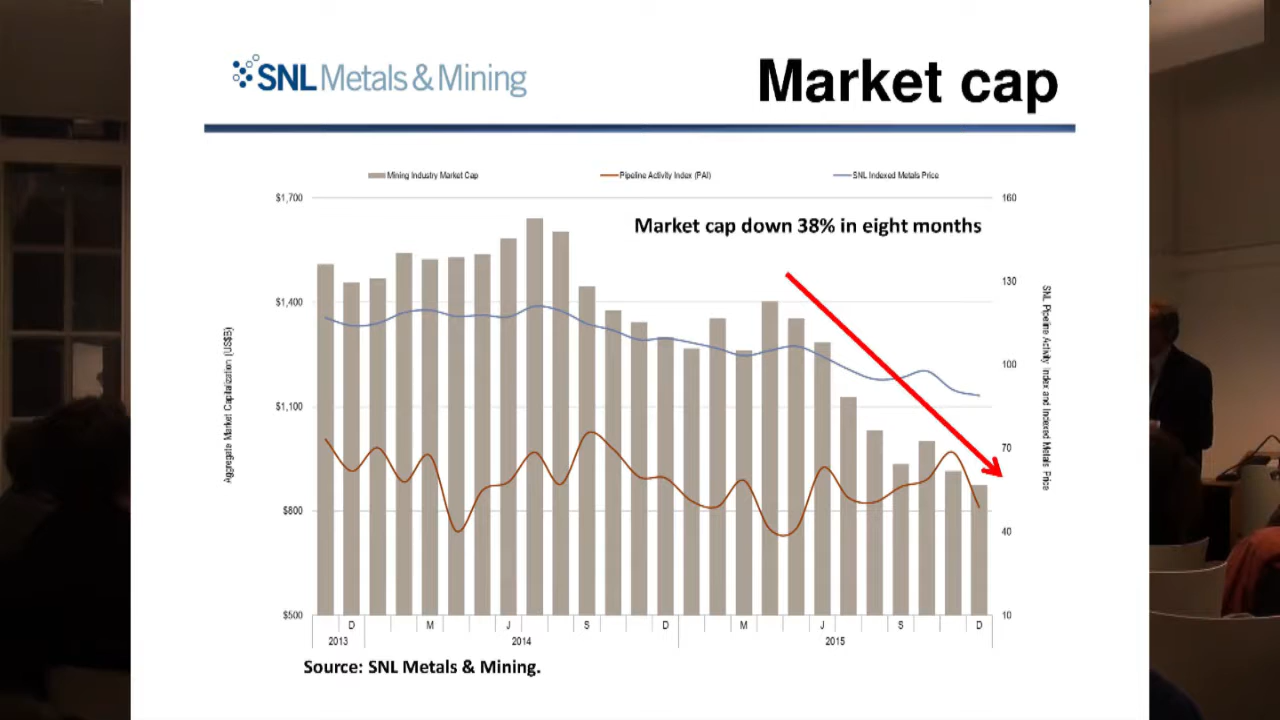 SNL Metals & Mining
Market cap
Mining Industry Market Cap
Pipeline Activity Index (PAI)
SNL Indexed Metals Price
$1,700
$1,400
$1,100
$800
$500
Aggregate Market Capitalization (US$B)
Market cap down 38% in eight months
160
130
100
70
40
10
SNL Pipeline Activity Index and Indexed Metals Price
D M J S D M J S D
2013 2014 2015
Source: SNL Metals & Mining.